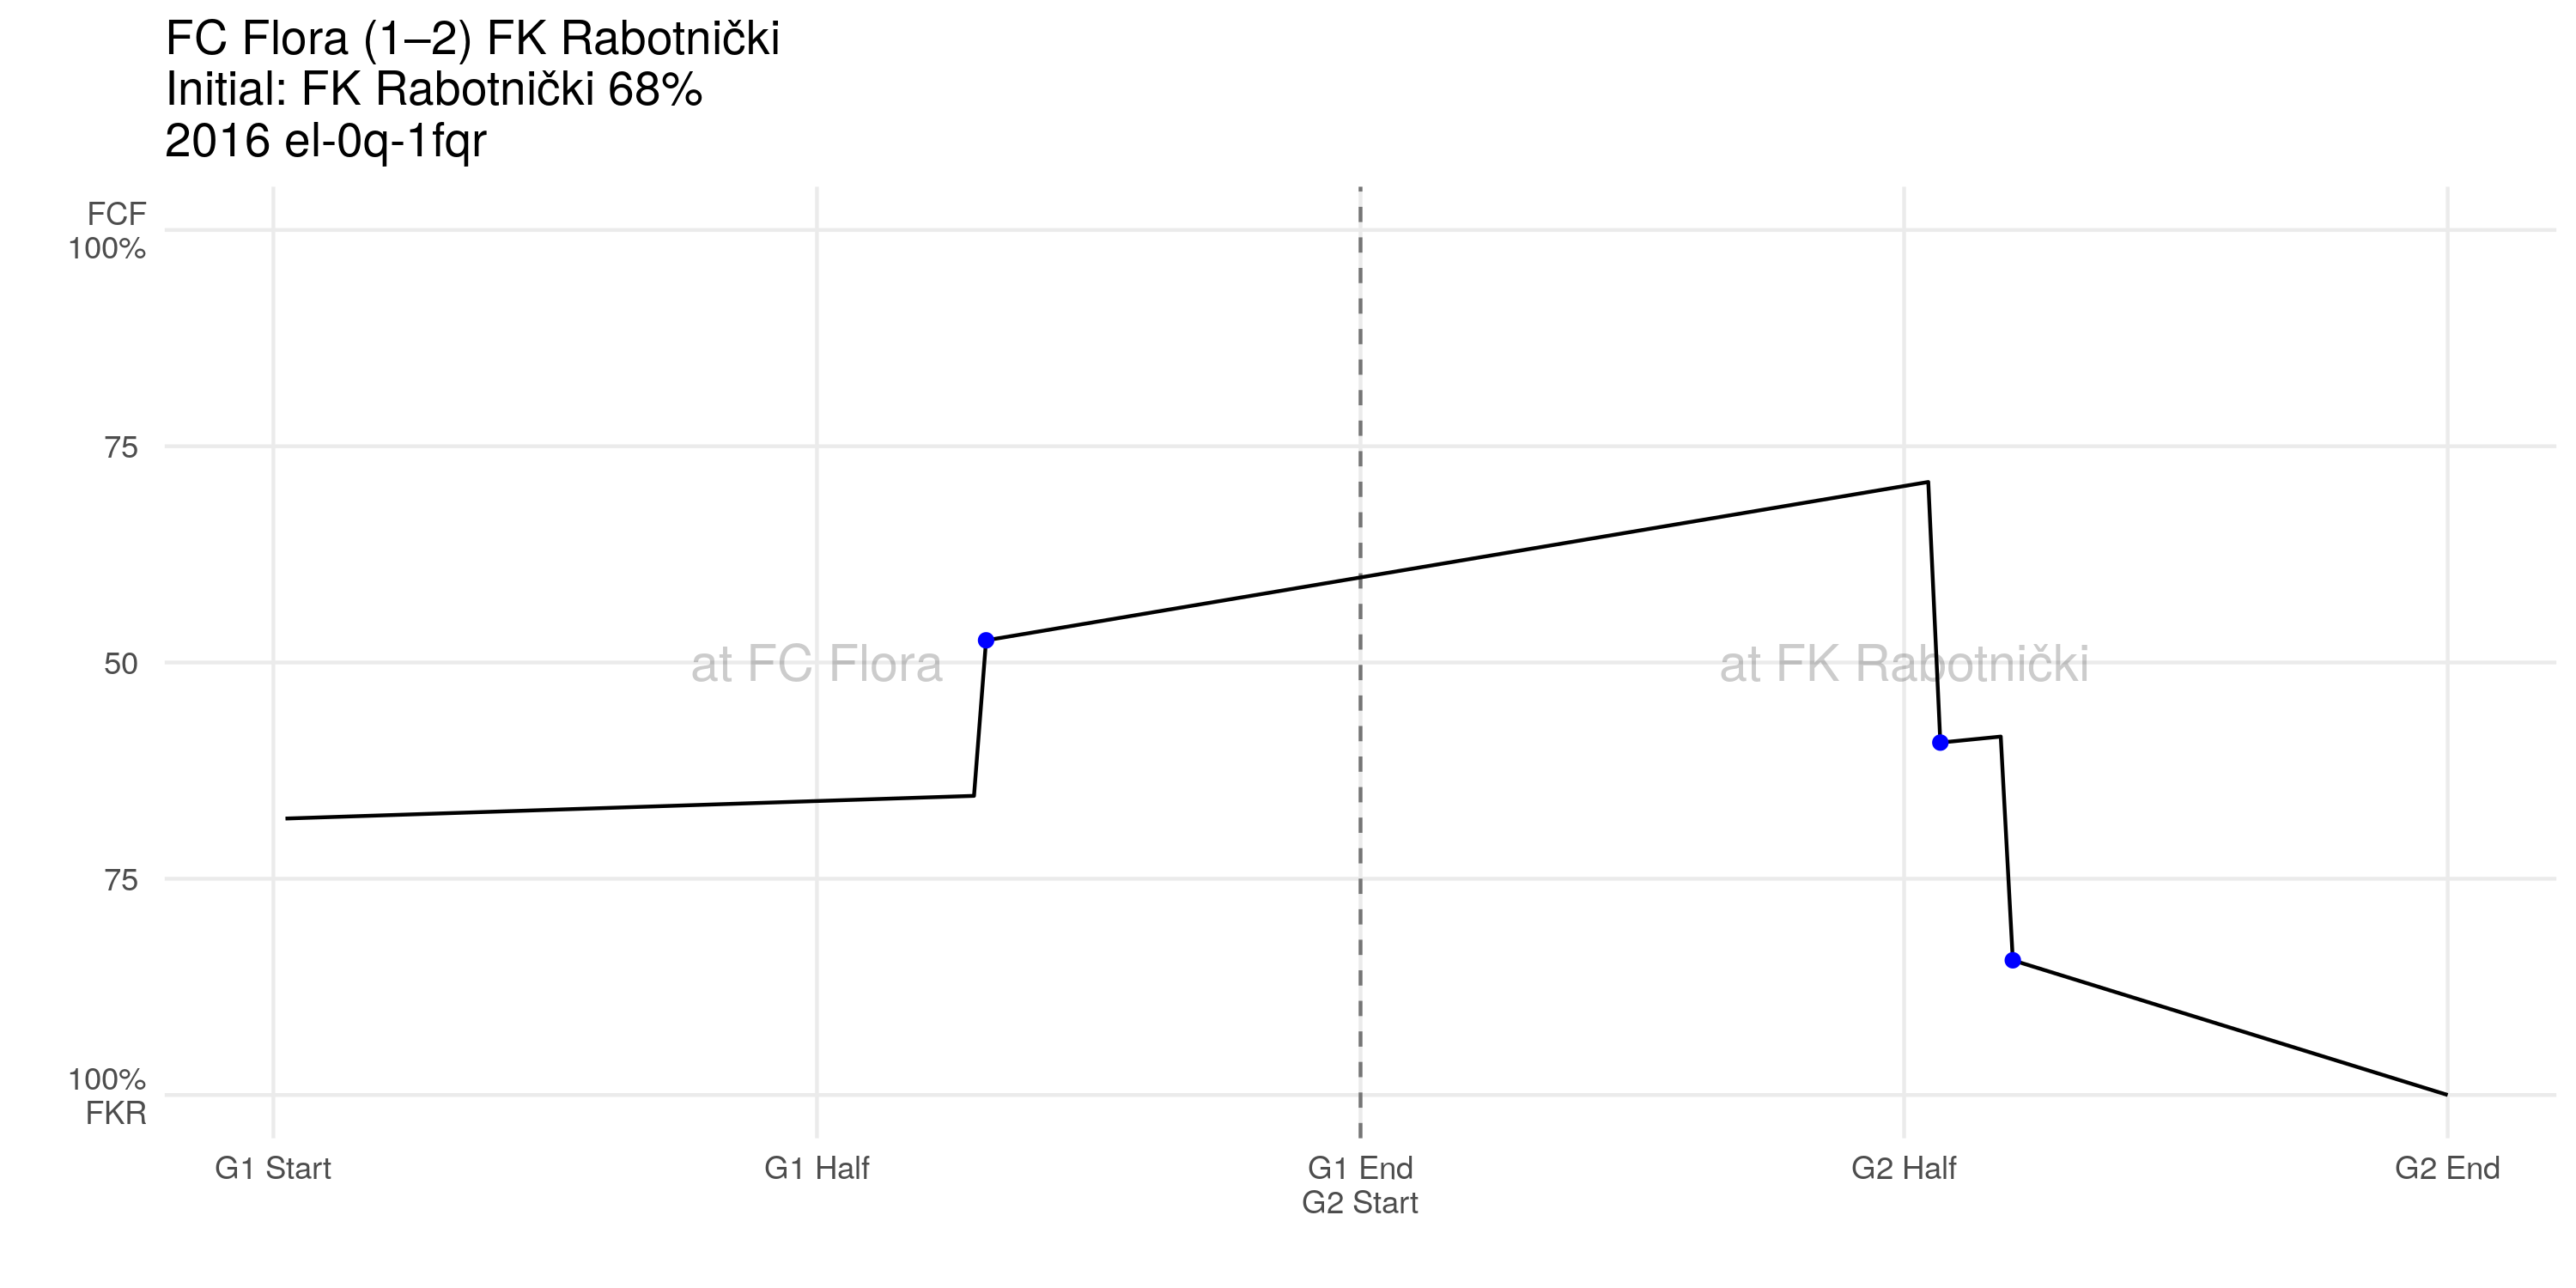 FC Flora (1–2) FK Rabotnički
Initial: FK Rabotnički 68%
2016 el-0q-1fqr
FCF
100%
75
50
75
100%
FKR
at FC Flora
at FK Rabotnički
G1 Start
G1 Half
G1 End
G2 Start
G2 Half
G2 End